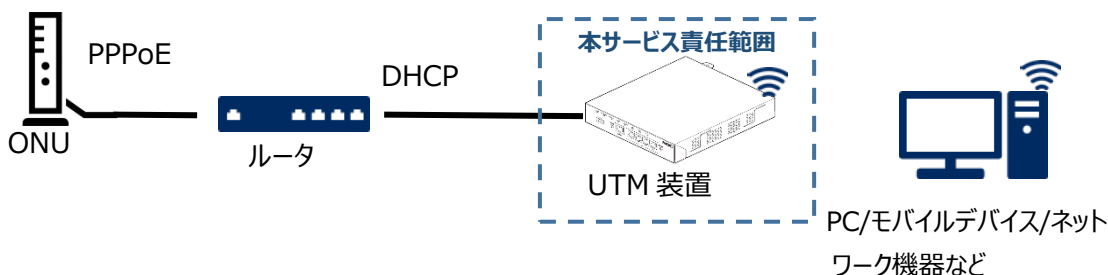 本サービス責任範囲
PPPoE
DHCP
ONU
ルータ
UTM 装置
PC/モバイルデバイス/ネット
ワーク機器など